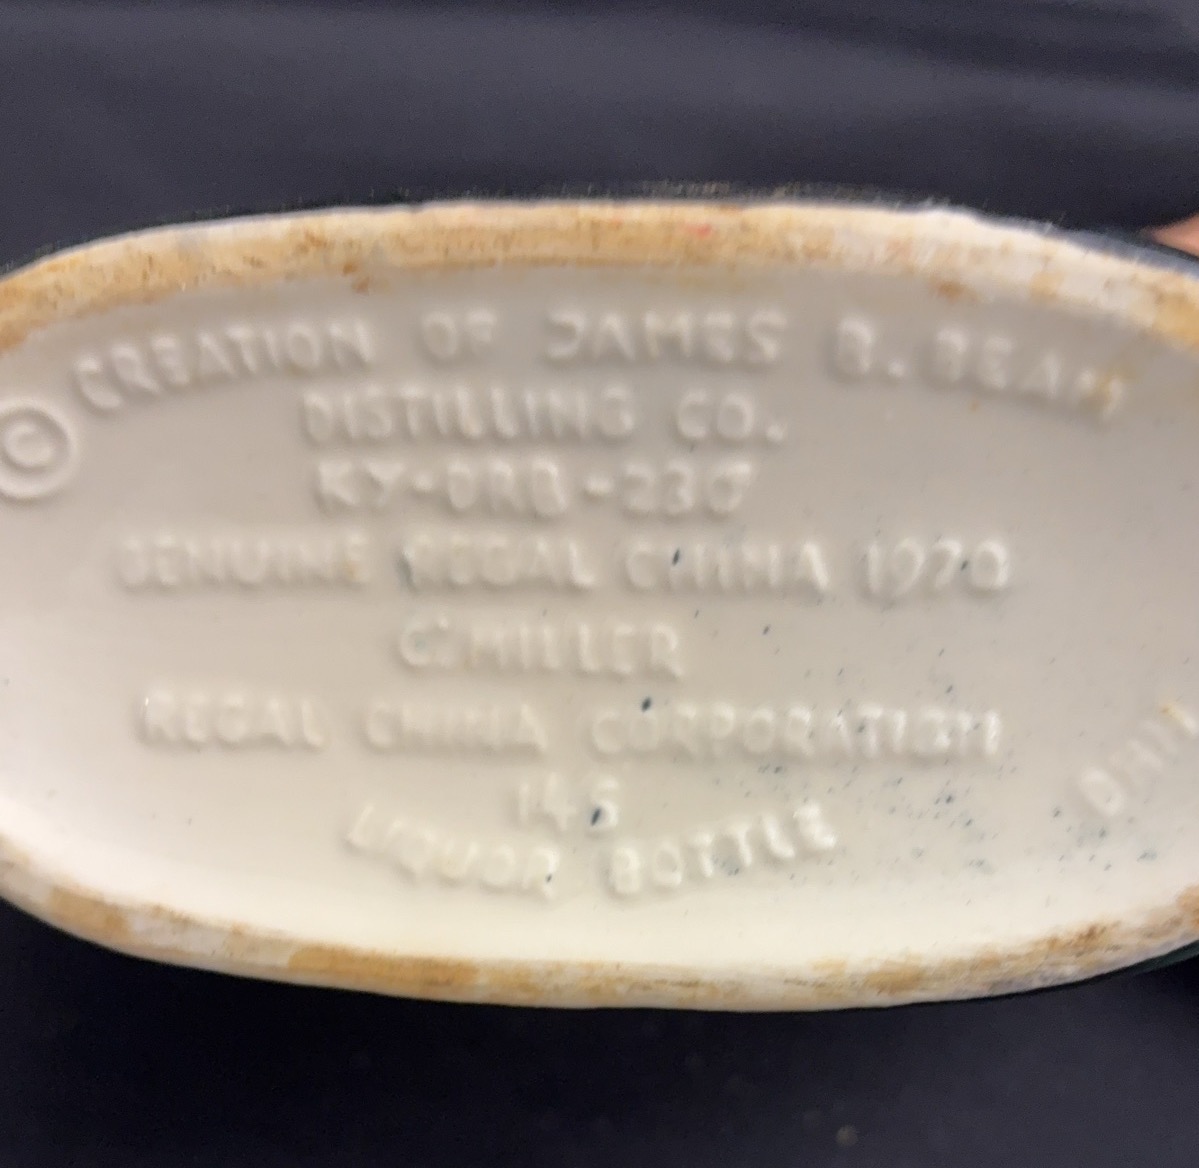 © CREATION OF JAMES B. BEAM
DISTILLING CO.
KY-DRB-230
GENUINE REGAL CHINA 1970
C. MILLER
REGAL CHINA CORPORATION
LIQUOR BOTTLE